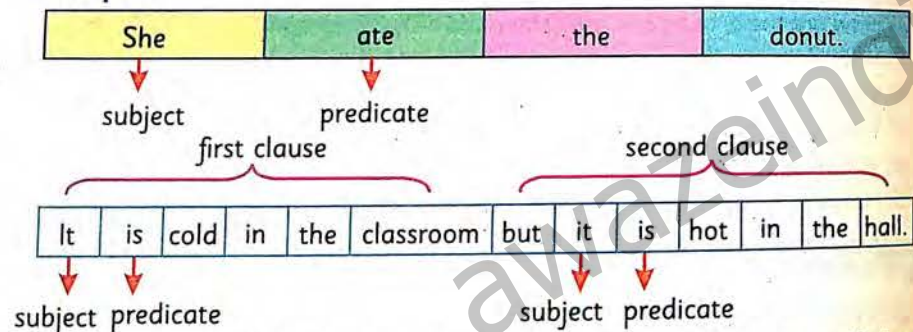 She ate the donut.
subject predicate
first clause second clause
It is cold in the classroom but it is hot in the hall.
subject predicate subject predicate
awazeind